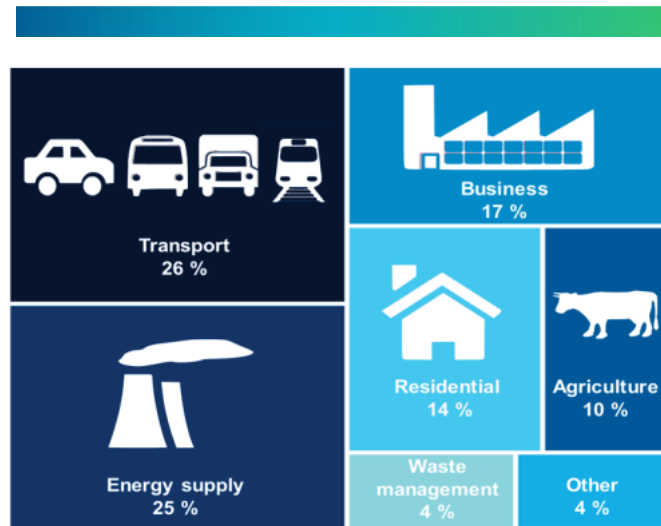 Transport
26 %
Business
17 %
Residential
14 %
Agriculture
10 %
Energy supply
25 %
Waste
management
4 %
Other
4 %